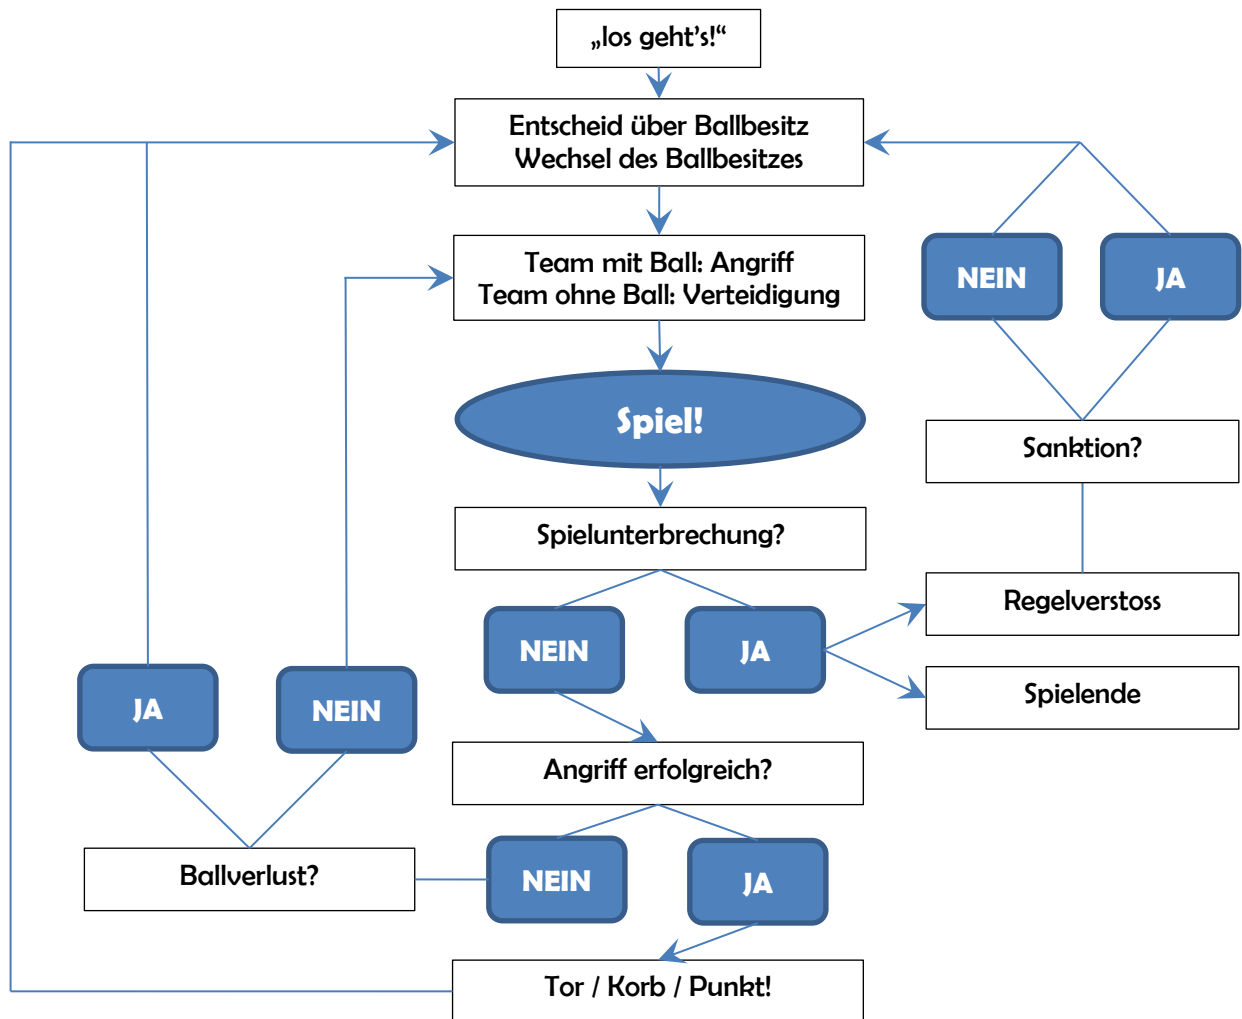 „los geht's!“
Entscheid über Ballbesitz
Wechsel des Ballbesitzes
Team mit Ball: Angriff
Team ohne Ball: Verteidigung
NEIN
JA
Spiel!
Sanktion?
Spielunterbrechung?
Regelverstoss
NEIN
JA
JA
NEIN
Spielende
Angriff erfolgreich?
Ballverlust?
NEIN
JA
Tor / Korb / Punkt!